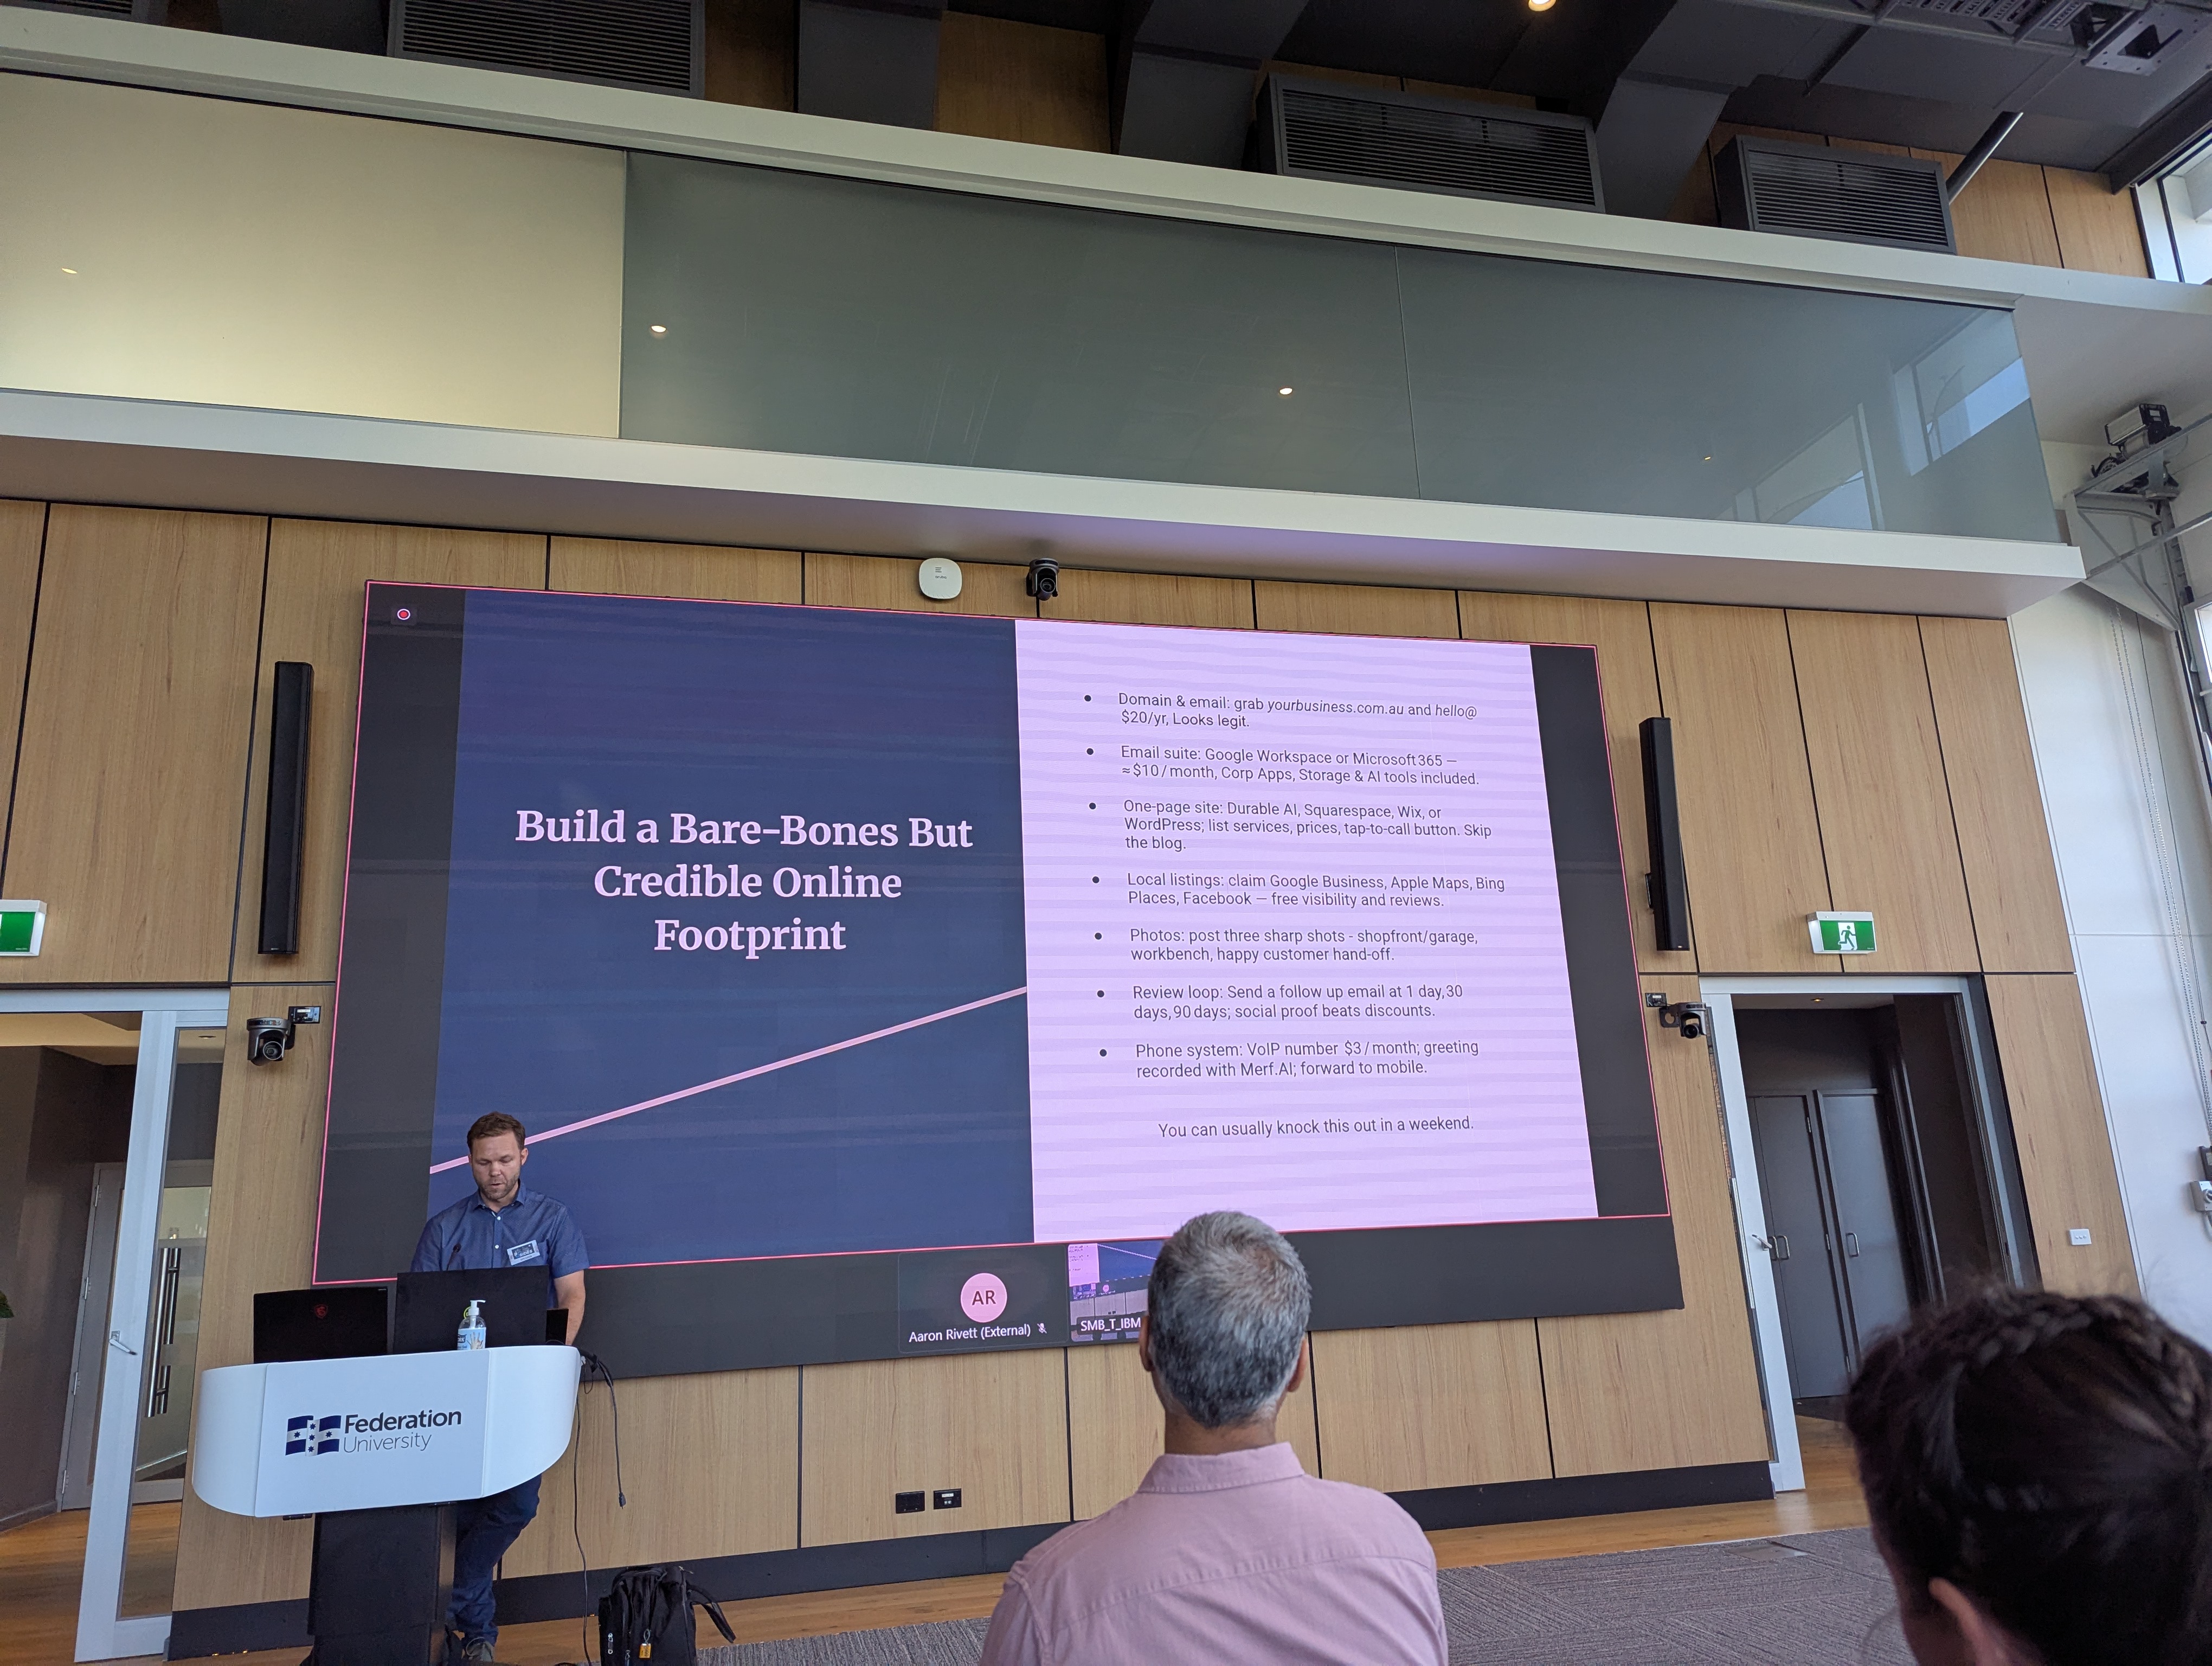 Build a Bare-Bones But
Credible Online
Footprint
• Domain & email: grab yourbusiness.com.au and hello@
$20/yr, Looks legit.
• Email suite: Google Workspace or Microsoft 365 —
≈ $10 / month, Corp Apps, Storage & AI tools included.
• One-page site: Durable AI, Squarespace, Wix, or
WordPress; list services, prices, tap-to-call button. Skip
the blog.
• Local listings: claim Google Business, Apple Maps, Bing
Places, Facebook — free visibility and reviews.
• Photos: post three sharp shots - shopfront/garage,
workbench, happy customer hand-off.
• Review loop: Send a follow up email at 1 day,30
days, 90 days; social proof beats discounts.
• Phone system: VoIP number $3 / month; greeting
recorded with Merf.AI; forward to mobile.
You can usually knock this out in a weekend.
AR
Aaron Rivett (External)
SMB_T_IBM
Federation
University